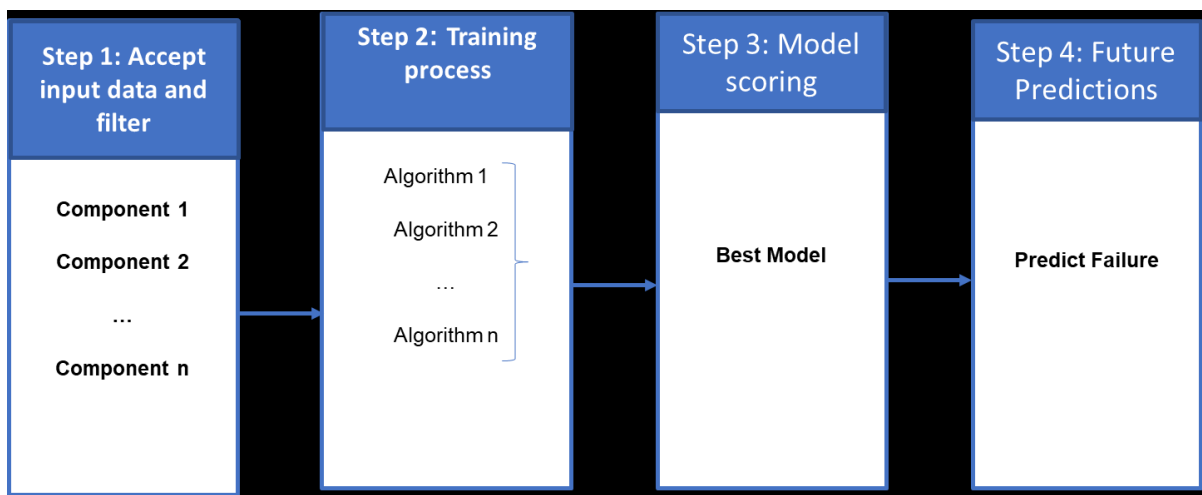 Step 1: Accept
input data and
filter
Component 1
Component 2
...
Component n
Step 2: Training
process
Algorithm 1
Algorithm 2
...
Algorithm n
Step 3: Model
scoring
Best Model
Step 4: Future
Predictions
Predict Failure